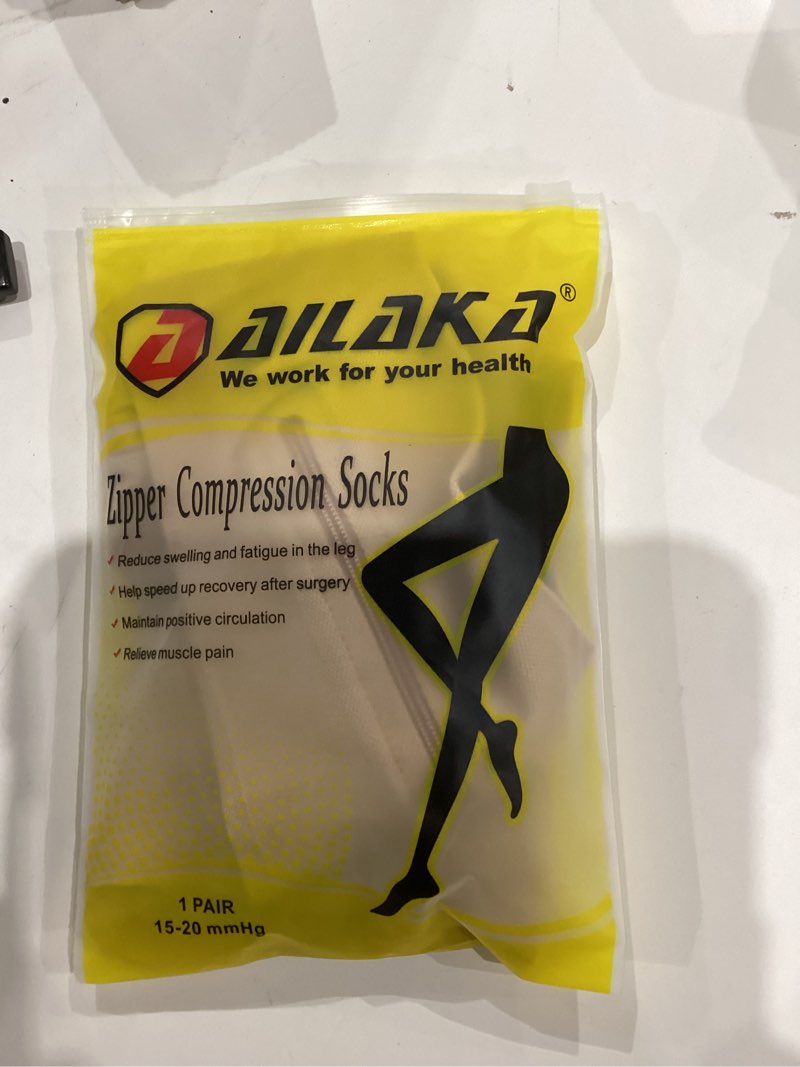 AILAKA®
We work for your health
Zipper Compression Socks
✓ Reduce swelling and fatigue in the leg
✓ Help speed up recovery after surgery
✓ Maintain positive circulation
✓ Relieve muscle pain
1 PAIR
15-20 mmHg